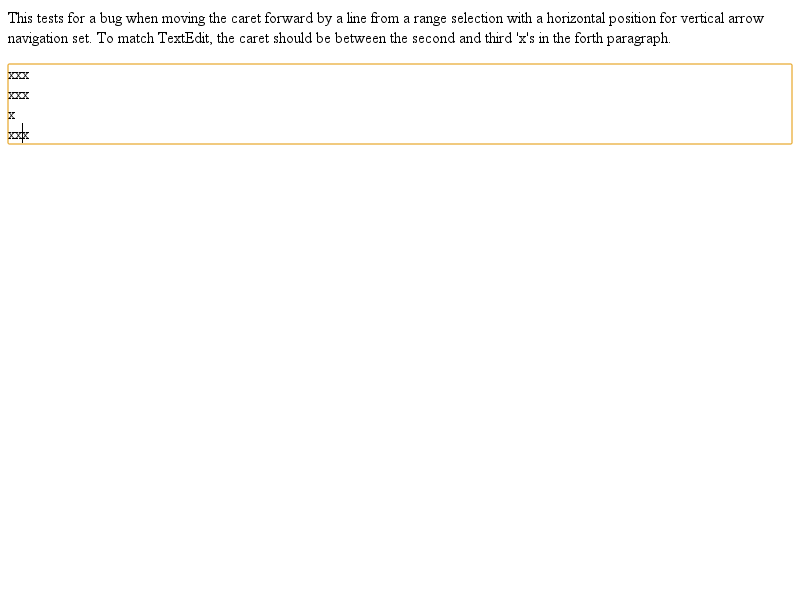 This tests for a bug when moving the caret forward by a line from a range selection with a horizontal position for vertical arrow
navigation set. To match TextEdit, the caret should be between the second and third 'x's in the forth paragraph.
xxx
xxx
x
xxx